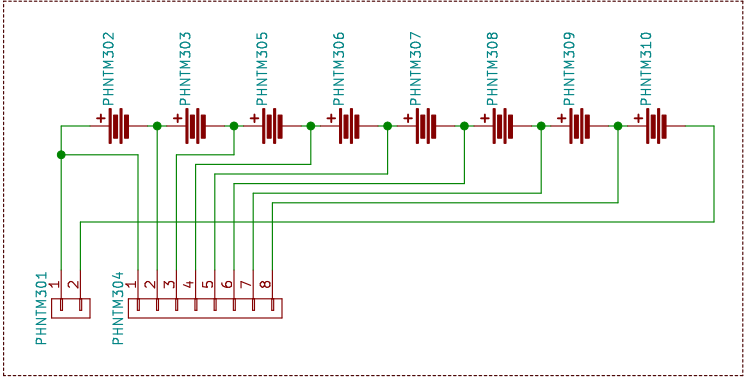 PHNTM302
PHNTM303
PHNTM305
PHNTM306
PHNTM307
PHNTM308
PHNTM309
PHNTM310
+
+
+
+
+
+
+
+
PHNTM301
1
2
PHNTM304
1
2
3
4
5
6
7
8